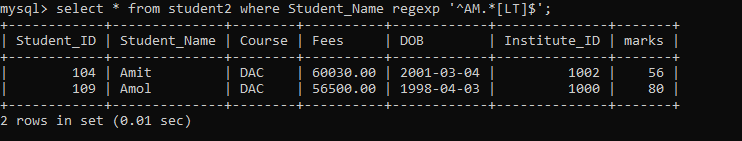 mysql> select * from student2 where Student_Name regexp '^AM.*[LT]$';
+------------+--------------+--------+----------+------------+--------------+-------+
| Student_ID | Student_Name | Course | Fees     | DOB        | Institute_ID | marks |
+------------+--------------+--------+----------+------------+--------------+-------+
|        104 | Amit         | DAC    | 60030.00 | 2001-03-04 |         1002 |    56 |
|        109 | Amol         | DAC    | 56500.00 | 1998-04-03 |         1000 |    80 |
+------------+--------------+--------+----------+------------+--------------+-------+
2 rows in set (0.01 sec)